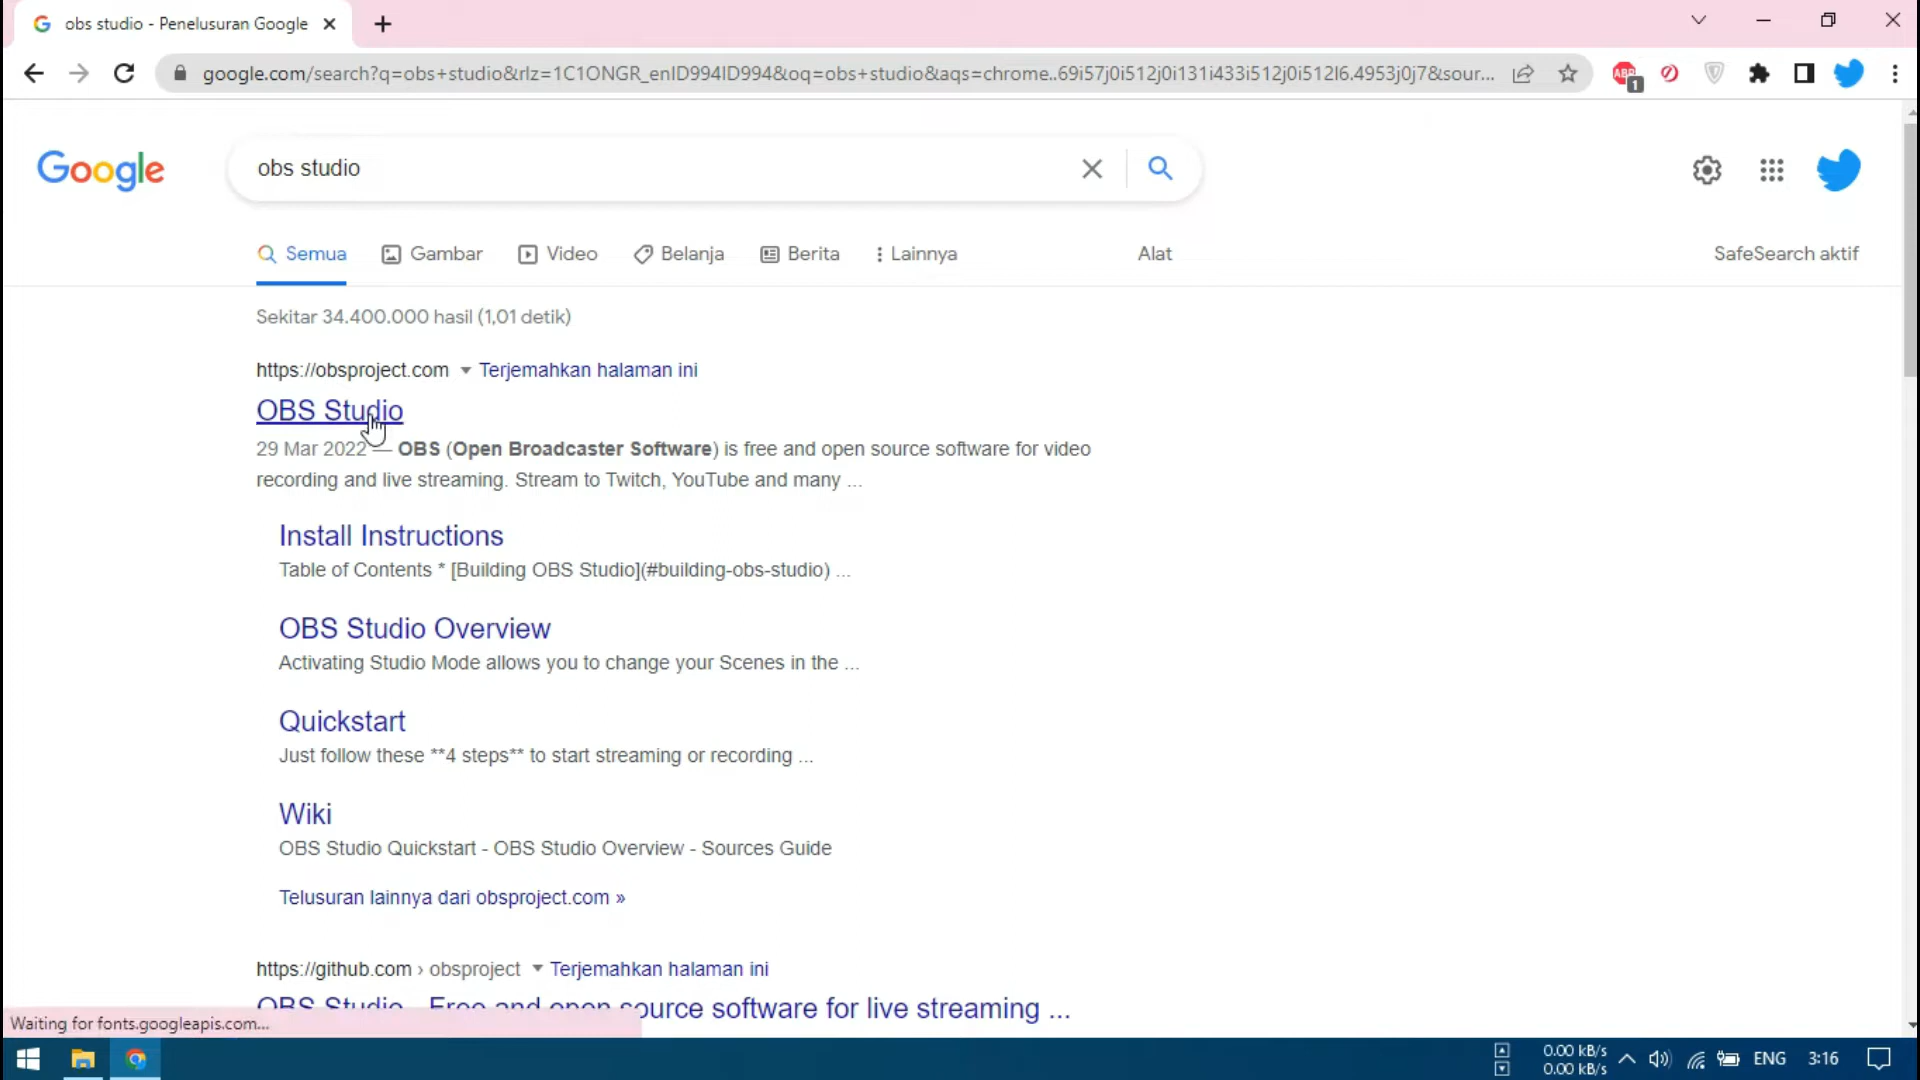 obs studio - Penelusuran Google
google.com/search?q=obs+studio&rlz=1C1ONGR_enID994ID994&oq=obs+studio&aqs=chrome..69i57j0i512j0i131i433i512j0i512l6.4953j0j7&sour...
ABP
1
Google
obs studio
Semua Gambar Video Belanja Berita Lainnya Alat SafeSearch aktif
Sekitar 34.400.000 hasil (1,01 detik)
https://obsproject.com Terjemahkan halaman ini
OBS Studio
29 Mar 2022 — OBS (Open Broadcaster Software) is free and open source software for video
recording and live streaming. Stream to Twitch, YouTube and many ...
Install Instructions
Table of Contents * [Building OBS Studio](#building-obs-studio) ...
OBS Studio Overview
Activating Studio Mode allows you to change your Scenes in the ...
Quickstart
Just follow these **4 steps** to start streaming or recording ...
Wiki
OBS Studio Quickstart - OBS Studio Overview - Sources Guide
Telusuran lainnya dari obsproject.com »
https://github.com › obsproject Terjemahkan halaman ini
OBS Studio - Free and open source software for live streaming ...
Waiting for fonts.googleapis.com...
0.00 kB/s
0.00 kB/s
ENG 3:16